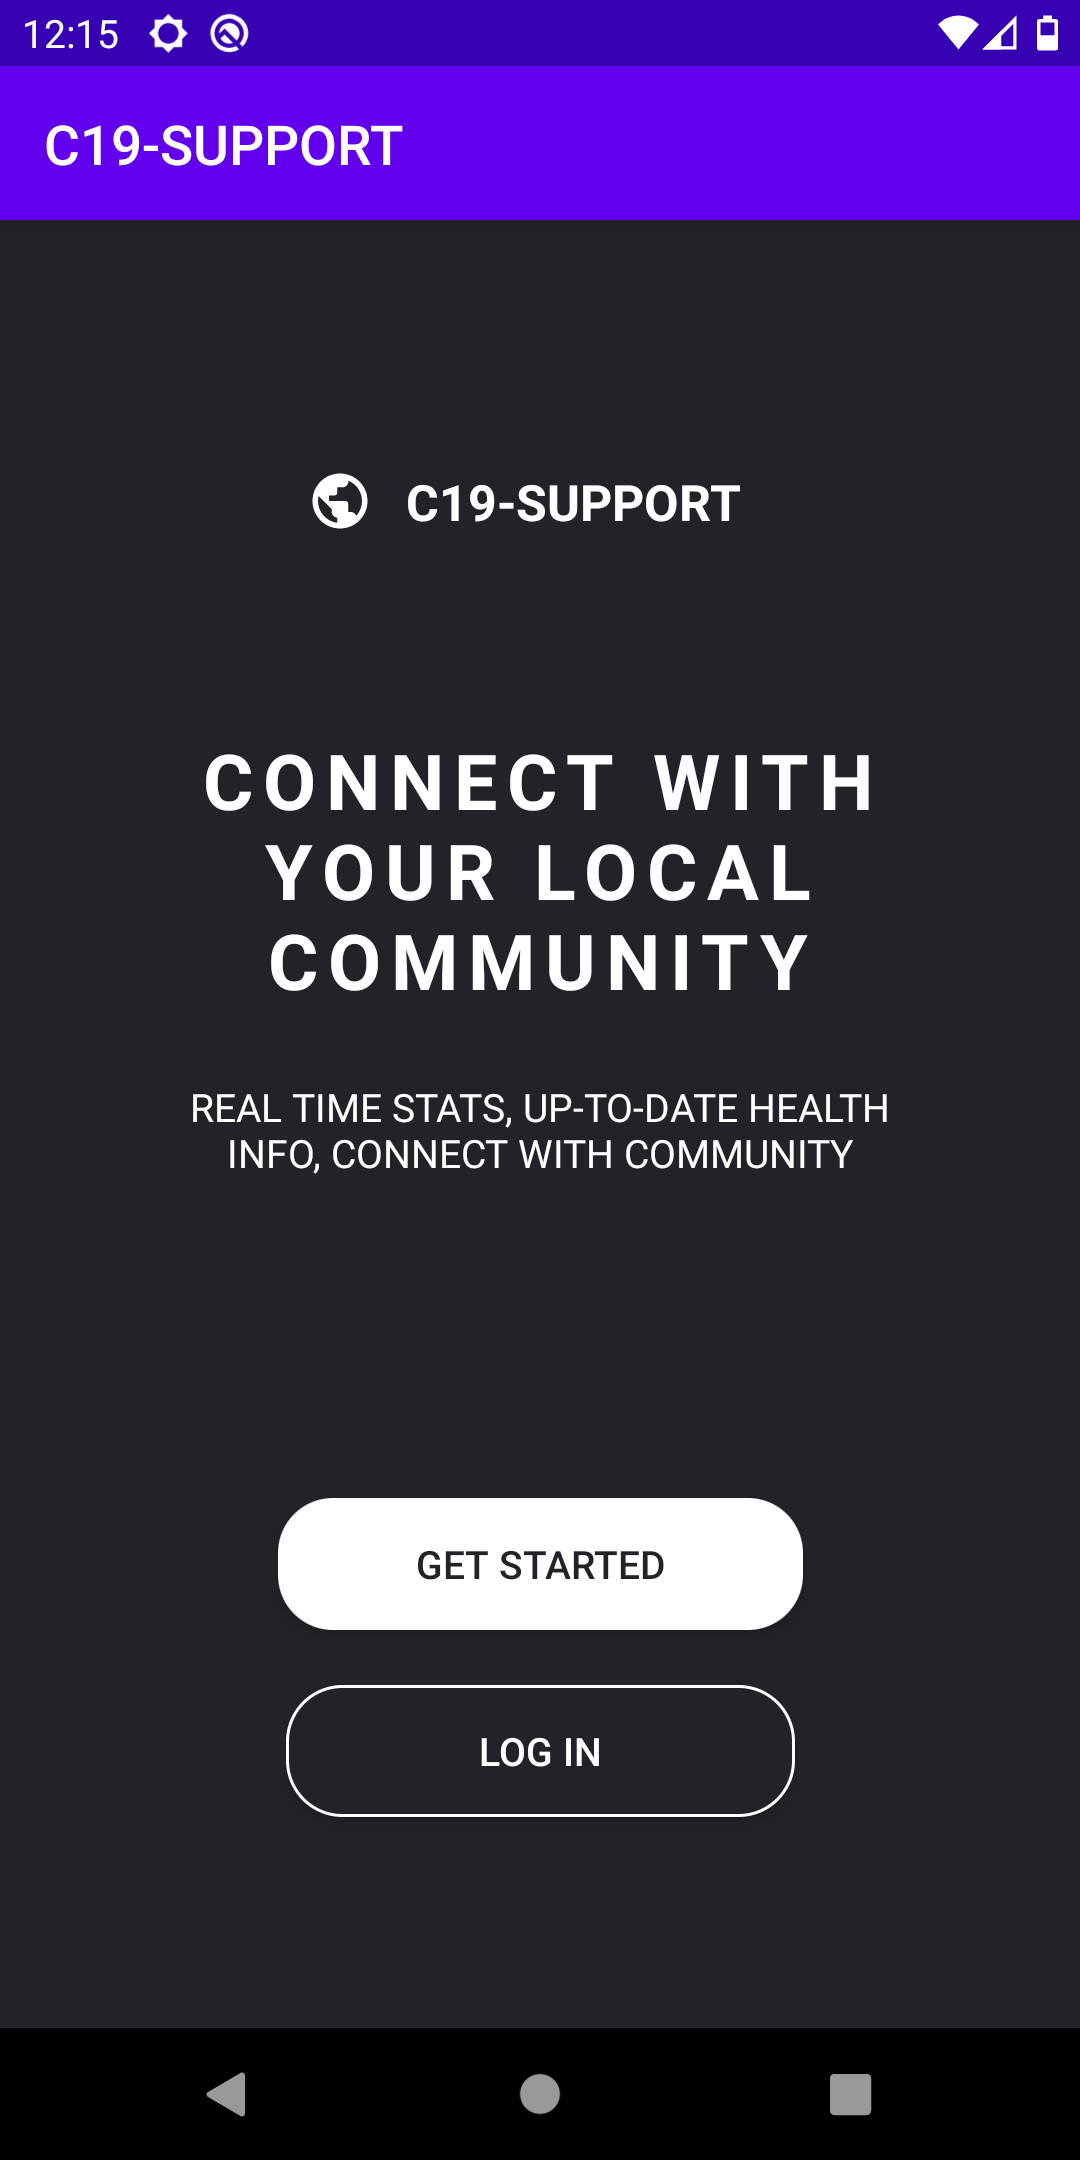 12:15
C19-SUPPORT
C19-SUPPORT
CONNECT WITH
YOUR LOCAL
COMMUNITY
REAL TIME STATS, UP-TO-DATE HEALTH
INFO, CONNECT WITH COMMUNITY
GET STARTED
LOG IN